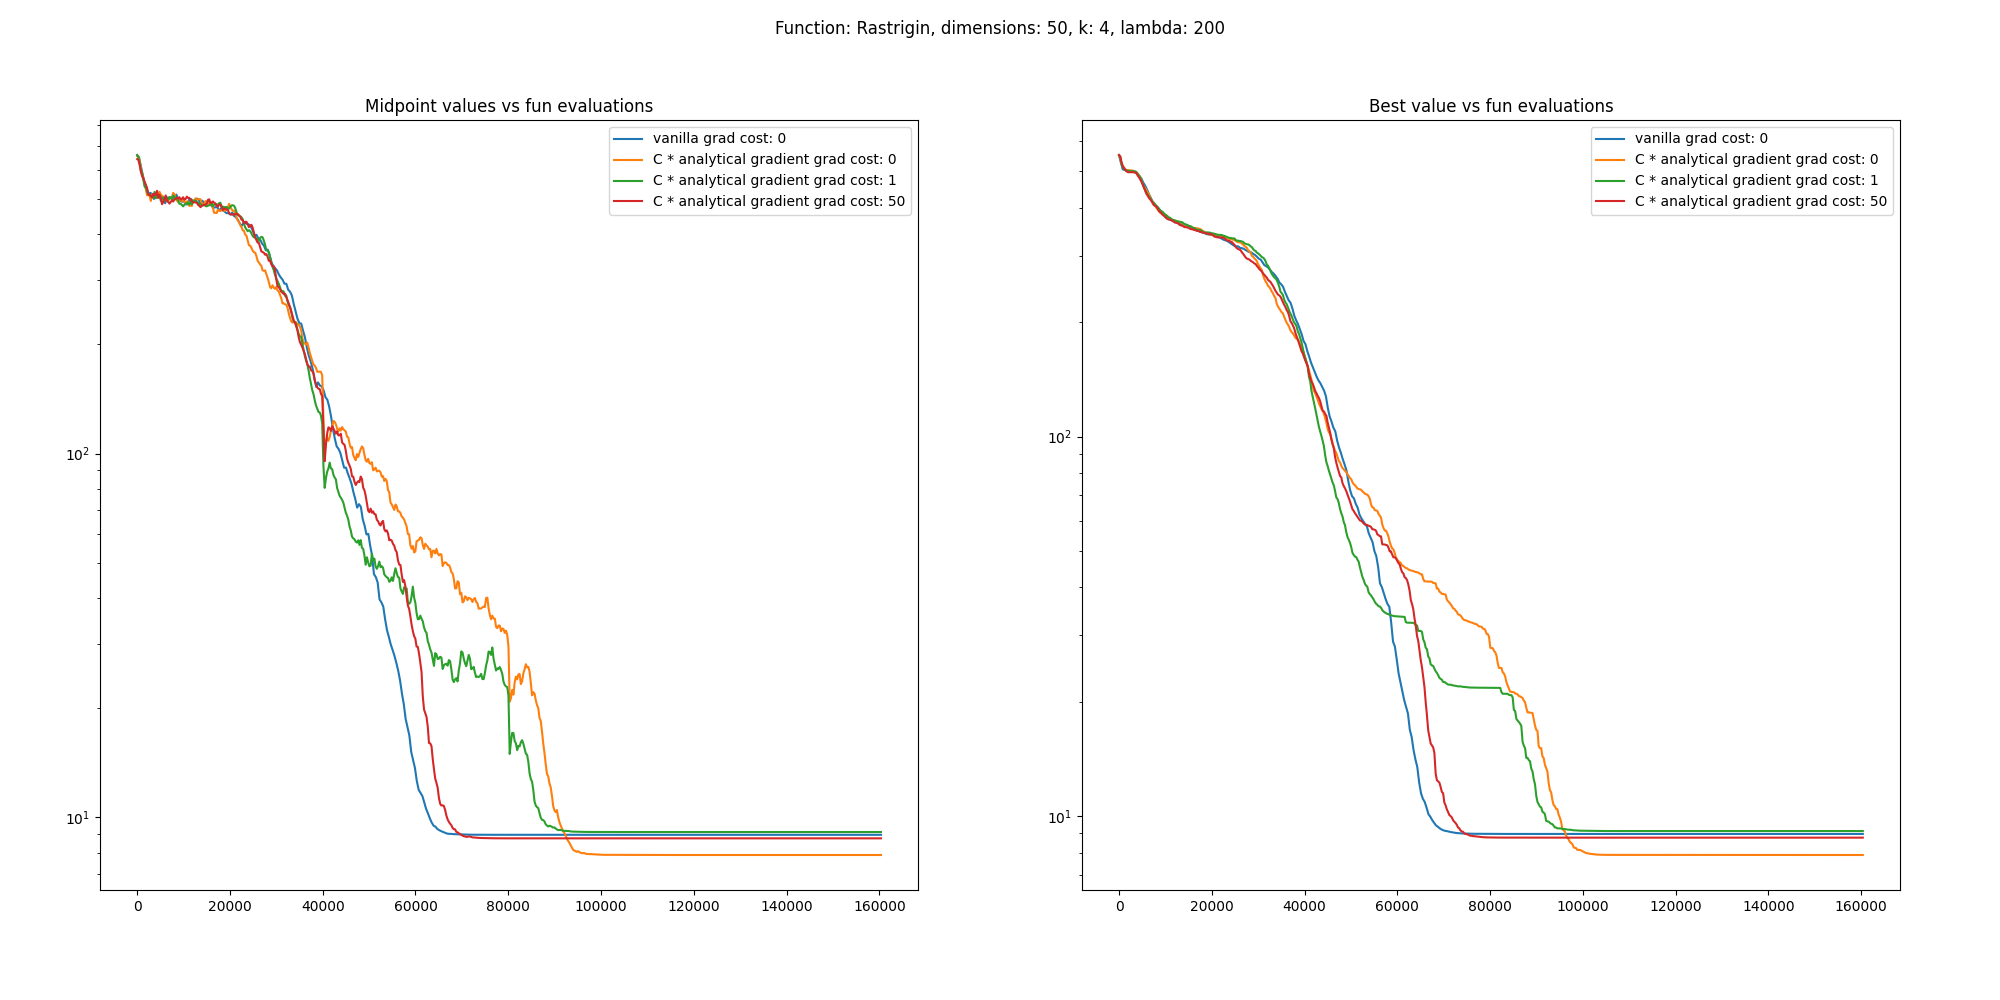 Function: Rastrigin, dimensions: 50, k: 4, lambda: 200
Midpoint values vs fun evaluations
vanilla grad cost: 0
C * analytical gradient grad cost: 0
C * analytical gradient grad cost: 1
C * analytical gradient grad cost: 50
10²
10¹
0 20000 40000 60000 80000 100000 120000 140000 160000
Best value vs fun evaluations
vanilla grad cost: 0
C * analytical gradient grad cost: 0
C * analytical gradient grad cost: 1
C * analytical gradient grad cost: 50
10²
10¹
0 20000 40000 60000 80000 100000 120000 140000 160000